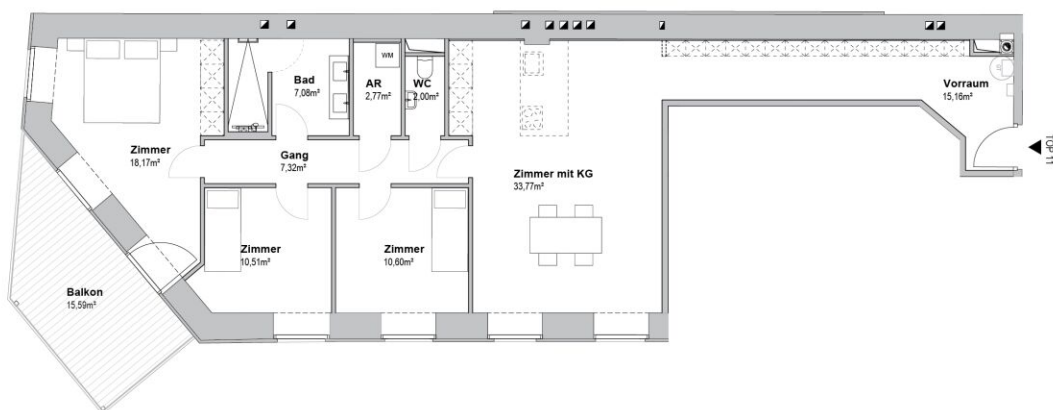 Bad
7,08m²
AR
2,77m²
WM
WC
2,00m²
Vorraum
15,16m²
TOP 11
Zimmer
18,17m²
Gang
7,32m²
Zimmer mit KG
33,77m²
Zimmer
10,51m²
Zimmer
10,60m²
Balkon
15,59m²